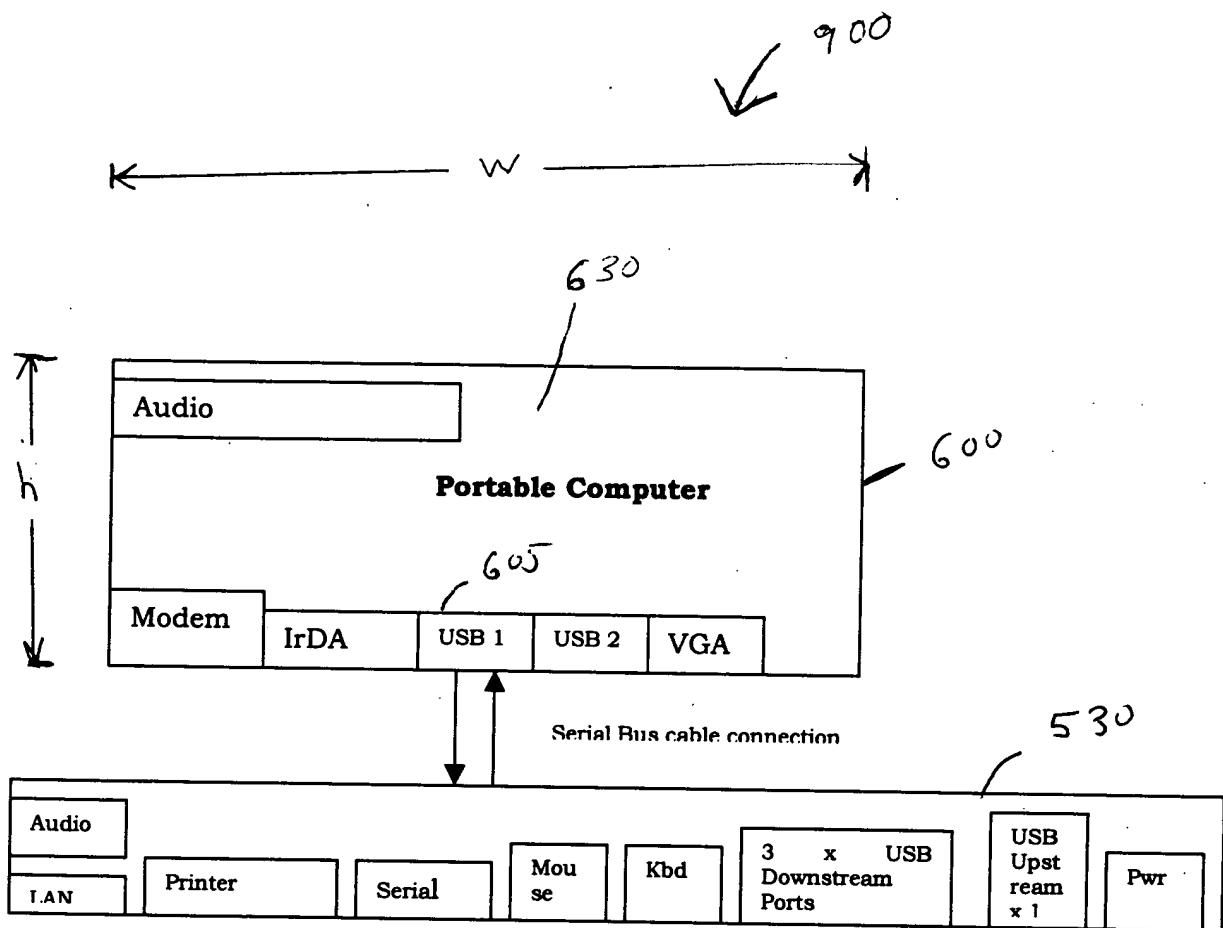 900
W
630
Audio
h
600
Portable Computer
605
Modem
IrDA
USB 1
USB 2
VGA
Serial Bus cable connection
530
Audio
LAN
Printer
Serial
Mou
se
Kbd
3 x USB
Downstream
Ports
USB
Upst
ream
x 1
Pwr